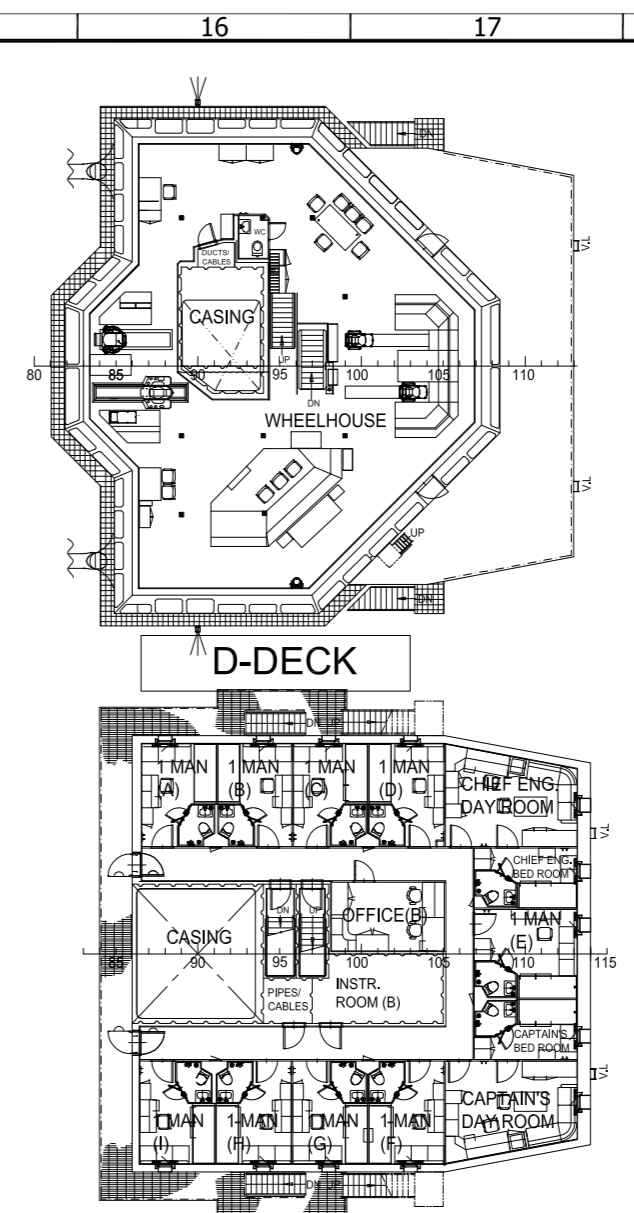 16 17
DN
V.L
WC
DUCTS/
CABLES
CASING
UP
80 85 90 95 100 105 110
DN
WHEELHOUSE
V.L
UP
DN
D-DECK
DN UP
1 MAN
(A)
1 MAN
(B)
1 MAN
(C)
1 MAN
(D)
CHIEF ENG.
DAY ROOM
V.L
CHIEF ENG.
BED ROOM
DN UP
OFFICE(B)
1 MAN
(E)
CASING
85 90 95 100 105 110 115
PIPES/
CABLES
INSTR.
ROOM (B)
CAPTAIN'S
BED ROOM
V.L
1-MAN
(I)
1-MAN
(H)
1-MAN
(G)
1-MAN
(F)
CAPTAIN'S
DAY ROOM
DN UP